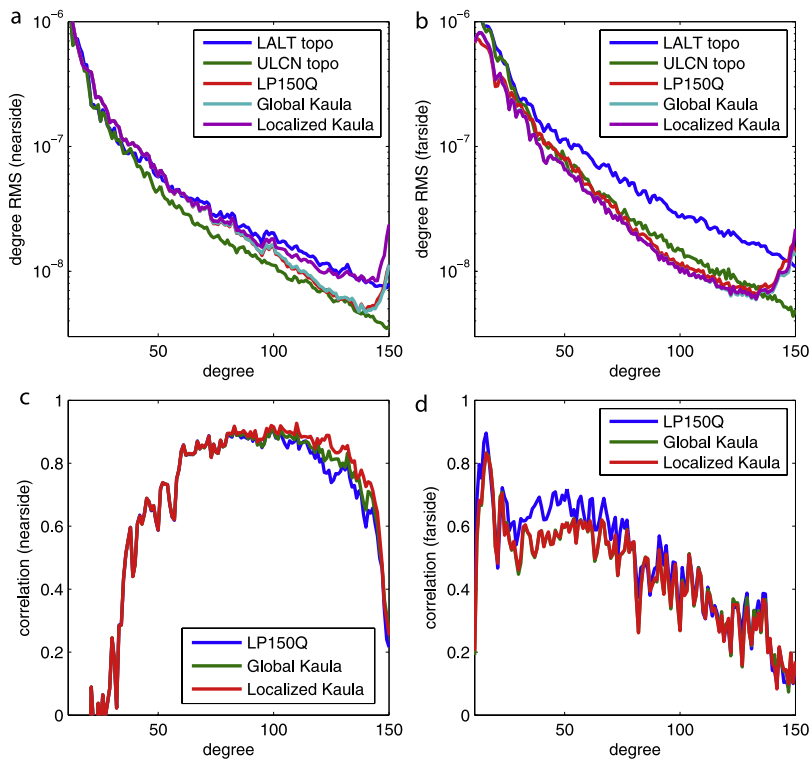 a
10^-6
10^-7
10^-8
degree RMS (nearside)
LALT topo
ULCN topo
LP150Q
Global Kaula
Localized Kaula
50
100
150
degree
b
10^-6
10^-7
10^-8
degree RMS (farside)
LALT topo
ULCN topo
LP150Q
Global Kaula
Localized Kaula
50
100
150
degree
c
1
0.8
0.6
0.4
0.2
0
correlation (nearside)
LP150Q
Global Kaula
Localized Kaula
50
100
150
degree
d
1
0.8
0.6
0.4
0.2
0
correlation (farside)
LP150Q
Global Kaula
Localized Kaula
50
100
150
degree